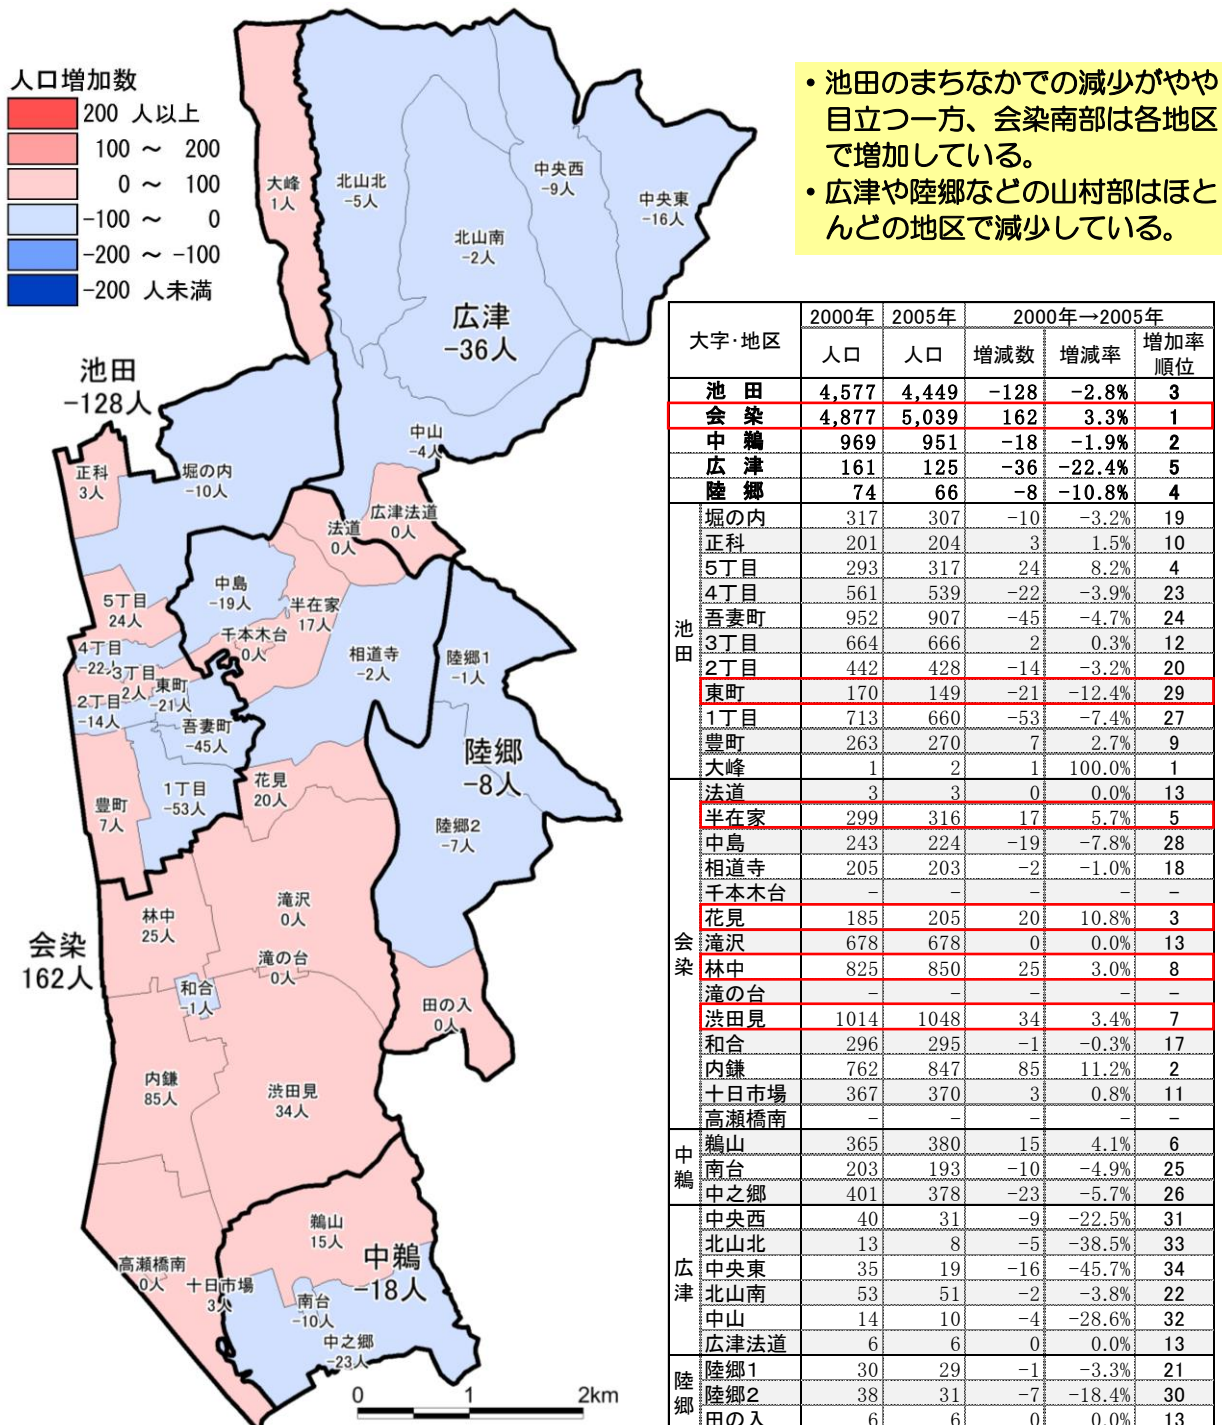 人口増加数
200 人以上
100 ～ 200
0 ～ 100
-100 ～ 0
-200 ～ -100
-200 人未満
・池田のまちなかでの減少がやや
目立つ一方、会染南部は各地区
で増加している。
・広津や陸郷などの山村部はほと
んどの地区で減少している。
大峰
1人
北山北
-5人
中央西
-9人
中央東
-16人
北山南
-2人
広津
-36人
池田
-128人
中山
-4人
正科
3人
堀の内
-10人
広津法道
0人
法道
0人
中島
-19人
半在家
17人
5丁目
24人
千本木台
0人
4丁目
-22人
3丁目
2人
東町
-21人
2丁目
-14人
吾妻町
-45人
相道寺
-2人
陸郷1
-1人
陸郷
-8人
1丁目
-53人
花見
20人
豊町
7人
陸郷2
-7人
林中
25人
滝沢
0人
会染
162人
滝の台
0人
和合
-1人
田の入
0人
内鎌
85人
渋田見
34人
鵜山
15人
中鵜
-18人
高瀬橋南
0人
十日市場
3人
南台
-10人
中之郷
-23人
0 1 2km
大字・地区 2000年 2005年 2000年→2005年
人口 人口 増減数 増減率 増加率順位
池田 4,577 4,449 -128 -2.8% 3
会染 4,877 5,039 162 3.3% 1
中鵜 969 951 -18 -1.9% 2
広津 161 125 -36 -22.4% 5
陸郷 74 66 -8 -10.8% 4
池田
堀の内 317 307 -10 -3.2% 19
正科 201 204 3 1.5% 10
5丁目 293 317 24 8.2% 4
4丁目 561 539 -22 -3.9% 23
吾妻町 952 907 -45 -4.7% 24
3丁目 664 666 2 0.3% 12
2丁目 442 428 -14 -3.2% 20
東町 170 149 -21 -12.4% 29
1丁目 713 660 -53 -7.4% 27
豊町 263 270 7 2.7% 9
大峰 1 2 1 100.0% 1
会染
法道 3 3 0 0.0% 13
半在家 299 316 17 5.7% 5
中島 243 224 -19 -7.8% 28
相道寺 205 203 -2 -1.0% 18
千本木台 - - - - -
花見 185 205 20 10.8% 3
滝沢 678 678 0 0.0% 13
林中 825 850 25 3.0% 8
滝の台 - - - - -
渋田見 1014 1048 34 3.4% 7
和合 296 295 -1 -0.3% 17
内鎌 762 847 85 11.2% 2
十日市場 367 370 3 0.8% 11
高瀬橋南 - - - - -
中鵜
鵜山 365 380 15 4.1% 6
南台 203 193 -10 -4.9% 25
中之郷 401 378 -23 -5.7% 26
広津
中央西 40 31 -9 -22.5% 31
北山北 13 8 -5 -38.5% 33
中央東 35 19 -16 -45.7% 34
北山南 53 51 -2 -3.8% 22
中山 14 10 -4 -28.6% 32
広津法道 6 6 0 0.0% 13
陸郷
陸郷1 30 29 -1 -3.3% 21
陸郷2 38 31 -7 -18.4% 30
田の入 6 6 0 0.0% 13